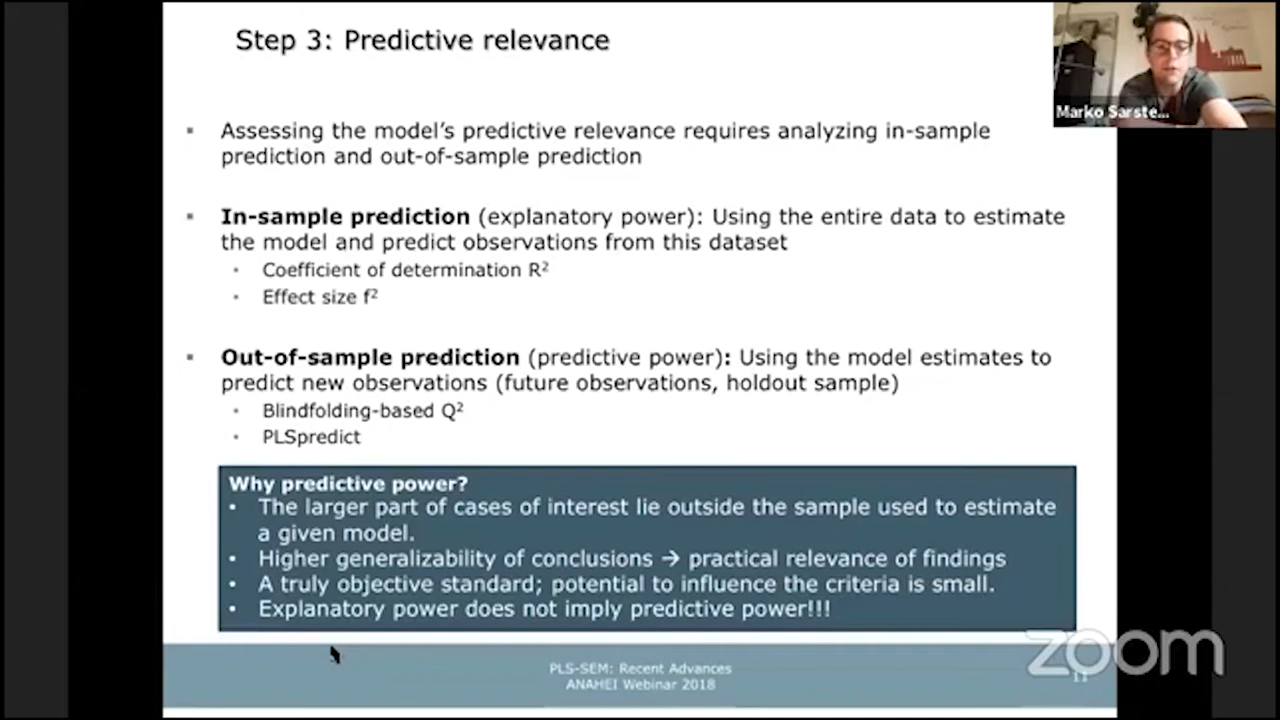 Step 3: Predictive relevance
Marko Sarste...
▪ Assessing the model's predictive relevance requires analyzing in-sample
prediction and out-of-sample prediction
▪ In-sample prediction (explanatory power): Using the entire data to estimate
the model and predict observations from this dataset
• Coefficient of determination R²
• Effect size f²
▪ Out-of-sample prediction (predictive power): Using the model estimates to
predict new observations (future observations, holdout sample)
• Blindfolding-based Q²
• PLSpredict
Why predictive power?
• The larger part of cases of interest lie outside the sample used to estimate
a given model.
• Higher generalizability of conclusions → practical relevance of findings
• A truly objective standard; potential to influence the criteria is small.
• Explanatory power does not imply predictive power!!!
PLS-SEM: Recent Advances
ANAHEI Webinar 2018
zoom